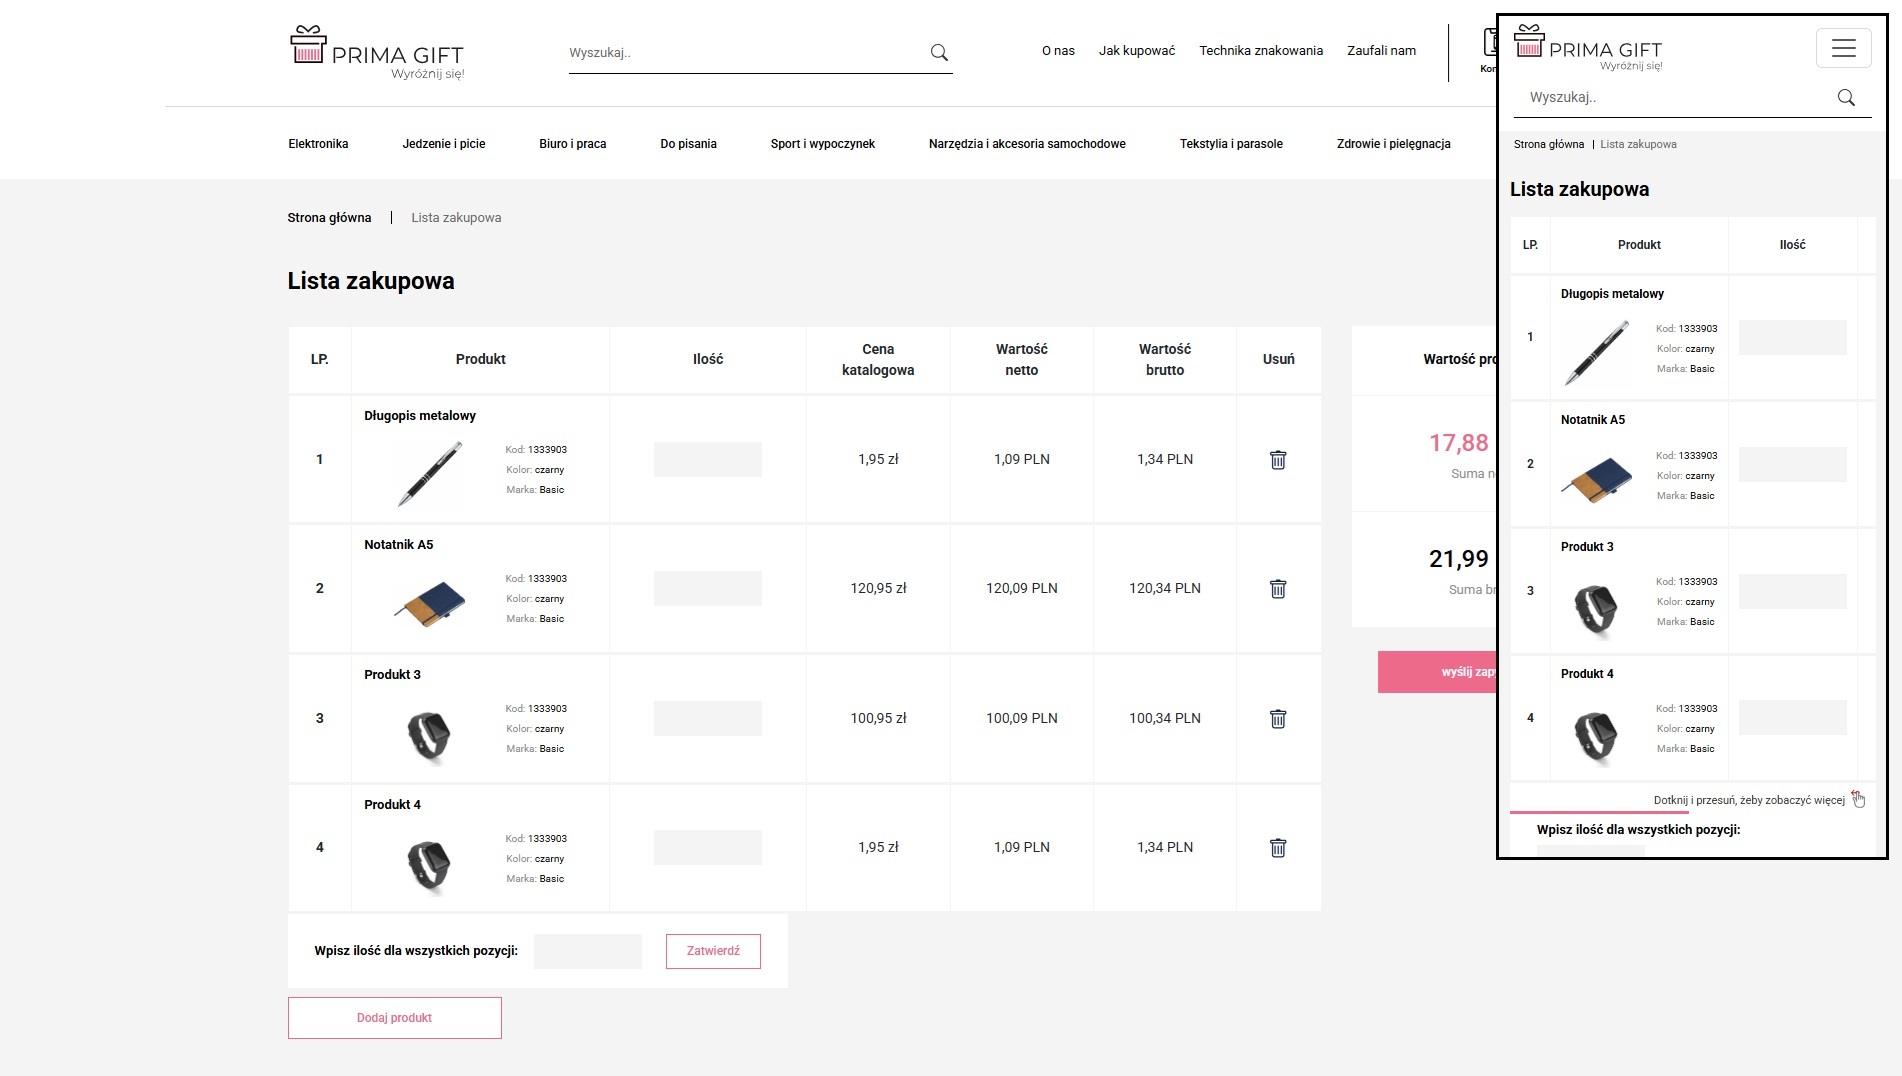 PRIMA GIFT
Wyróżnij się!
Wyszukaj..
O nas
Jak kupować
Technika znakowania
Zaufali nam
Elektronika
Jedzenie i picie
Biuro i praca
Do pisania
Sport i wypoczynek
Narzędzia i akcesoria samochodowe
Tekstylia i parasole
Zdrowie i pielęgnacja
Strona główna | Lista zakupowa
Lista zakupowa
LP.
Produkt
Ilość
Cena
katalogowa
Wartość
netto
Wartość
brutto
Usuń
Długopis metalowy
1
Kod: 1333903
Kolor: czarny
Marka: Basic
1,95 zł
1,09 PLN
1,34 PLN
Notatnik A5
2
Kod: 1333903
Kolor: czarny
Marka: Basic
120,95 zł
120,09 PLN
120,34 PLN
Produkt 3
3
Kod: 1333903
Kolor: czarny
Marka: Basic
100,95 zł
100,09 PLN
100,34 PLN
Produkt 4
4
Kod: 1333903
Kolor: czarny
Marka: Basic
1,95 zł
1,09 PLN
1,34 PLN
Wpisz ilość dla wszystkich pozycji:
Zatwierdź
Dodaj produkt
Wartość
17,88
Suma
21,99
Suma
wyślij
PRIMA GIFT
Wyróżnij się!
Wyszukaj..
Strona główna | Lista zakupowa
Lista zakupowa
LP.
Produkt
Ilość
Długopis metalowy
1
Kod: 1333903
Kolor: czarny
Marka: Basic
Notatnik A5
2
Kod: 1333903
Kolor: czarny
Marka: Basic
Produkt 3
3
Kod: 1333903
Kolor: czarny
Marka: Basic
Produkt 4
4
Kod: 1333903
Kolor: czarny
Marka: Basic
Dotknij i przesuń, żeby zobaczyć więcej
Wpisz ilość dla wszystkich pozycji: